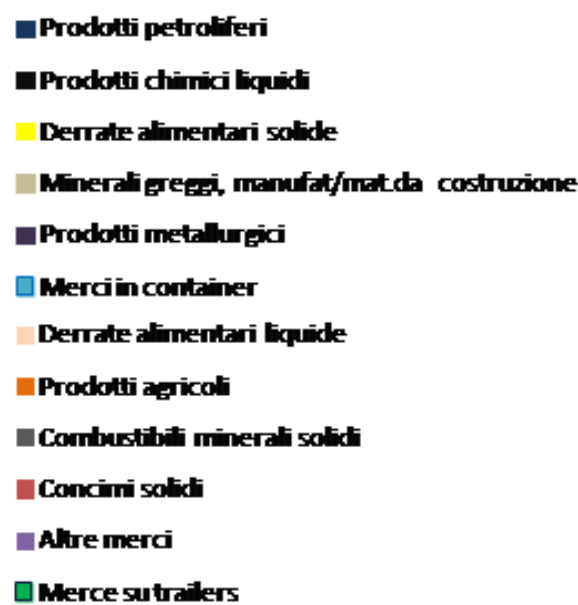 Prodotti petroliferi
Prodotti chimici liquidi
Derrate alimentari solide
Minerali greggi, manufat/mat.da costruzione
Prodotti metallurgici
Merci in container
Derrate alimentari liquide
Prodotti agricoli
Combustibili minerali solidi
Concimi solidi
Altre merci
Merce su trailers